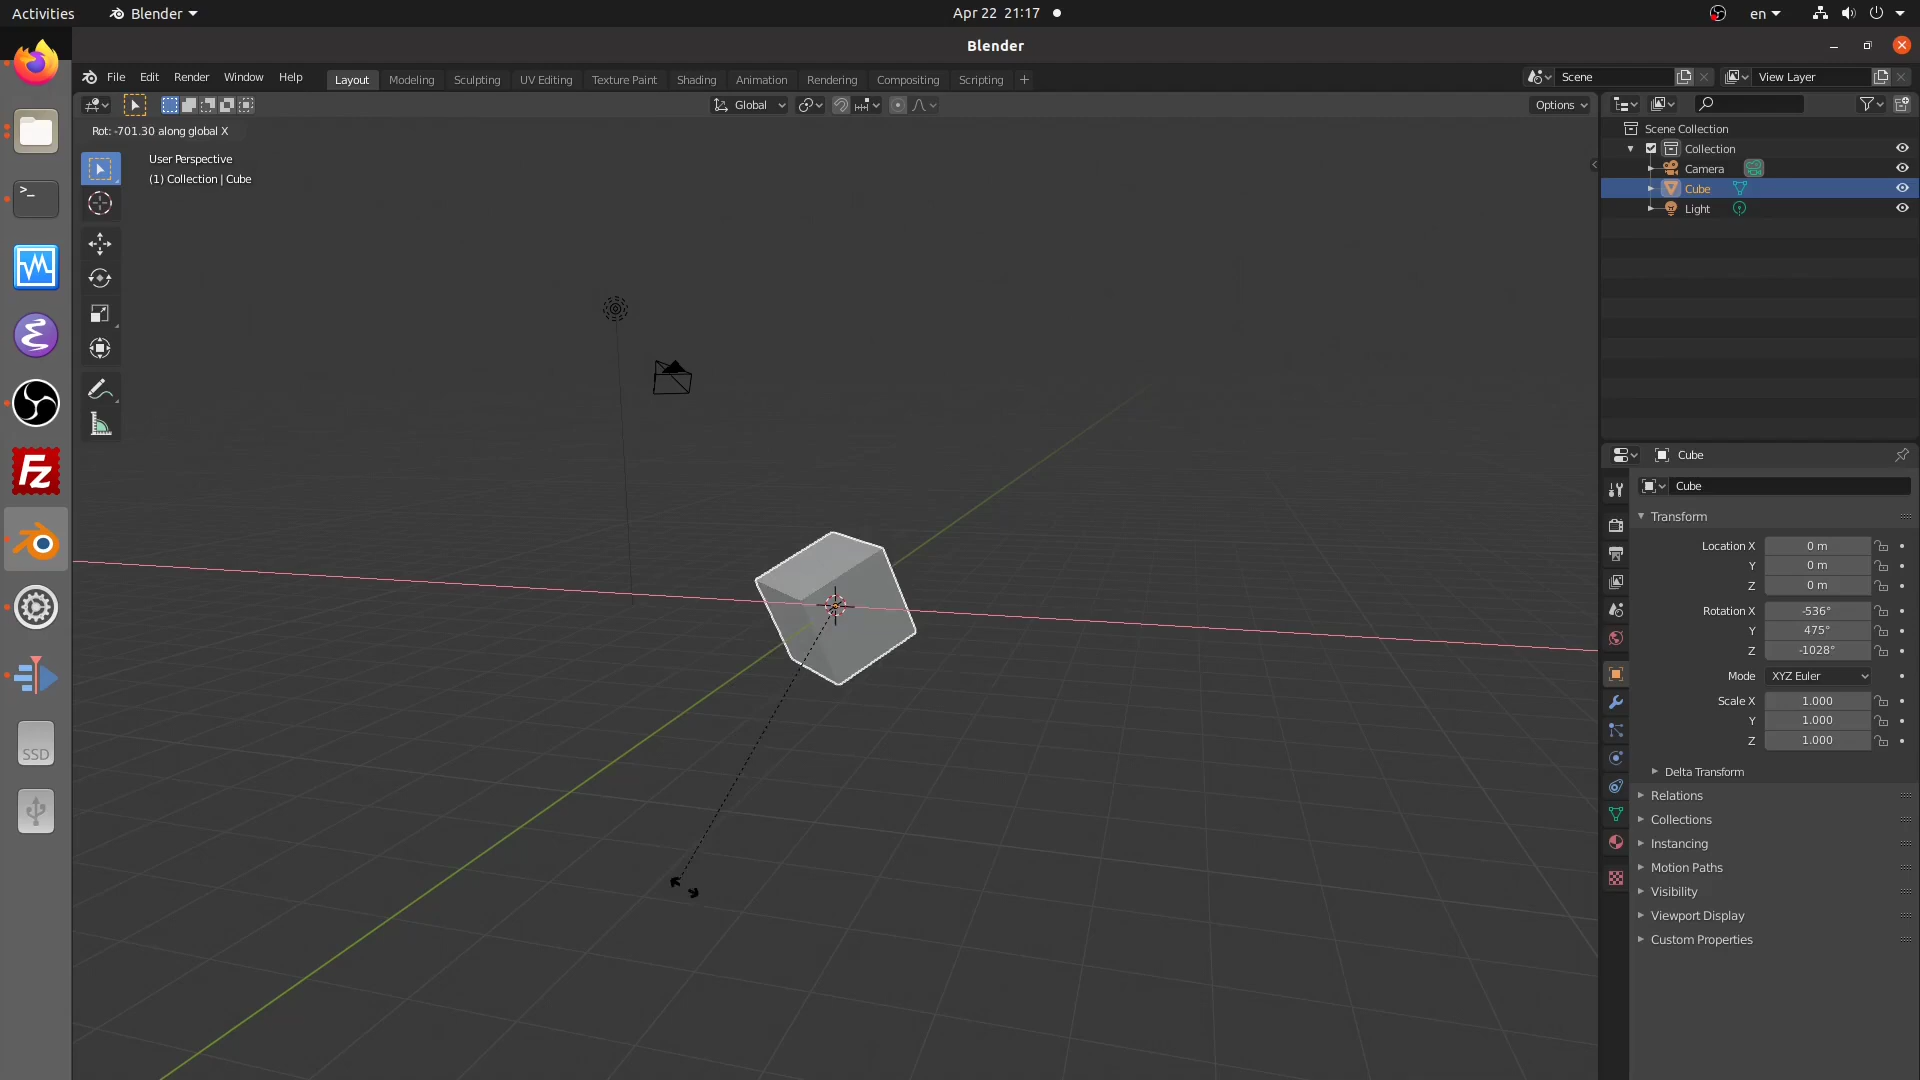 Activities Blender Apr 22 21:17 en
Blender
File Edit Render Window Help Layout Modeling Sculpting UV Editing Texture Paint Shading Animation Rendering Compositing Scripting + Scene View Layer
Global Options
Rot: -701.30 along global X
User Perspective
(1) Collection | Cube
Scene Collection
Collection
Camera
Cube
Light
Cube
Cube
Transform
Location X 0 m
Y 0 m
Z 0 m
Rotation X -536°
Y 475°
Z -1028°
Mode XYZ Euler
Scale X 1.000
Y 1.000
Z 1.000
Delta Transform
Relations
Collections
Instancing
Motion Paths
Visibility
Viewport Display
Custom Properties
>_
Fz
SSD